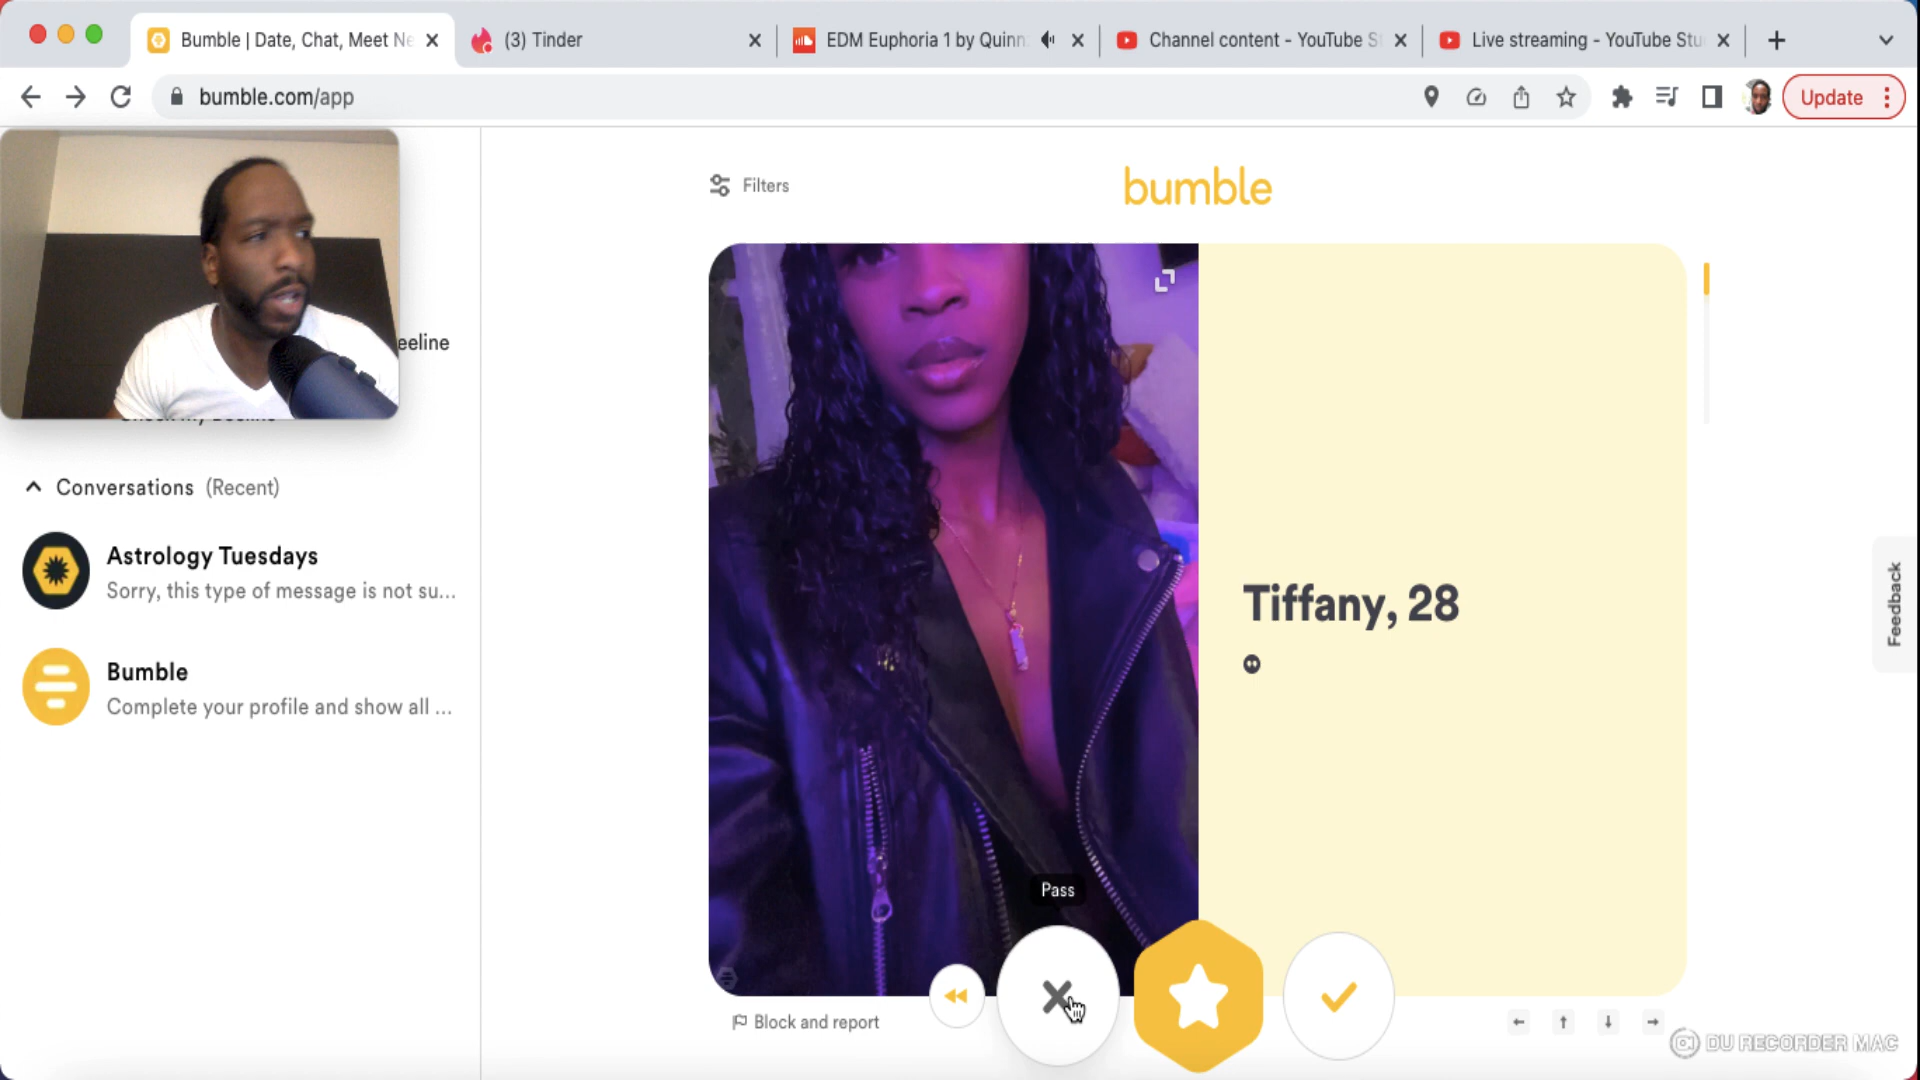 Bumble | Date, Chat, Meet Ne
(3) Tinder
EDM Euphoria 1 by Quinn
Channel content - YouTube S
Live streaming - YouTube Stu
bumble.com/app
Update
Filters
bumble
eeline
Conversations (Recent)
Astrology Tuesdays
Sorry, this type of message is not su...
Bumble
Complete your profile and show all ...
Tiffany, 28
Feedback
Pass
Block and report
DU RECORDER MAC